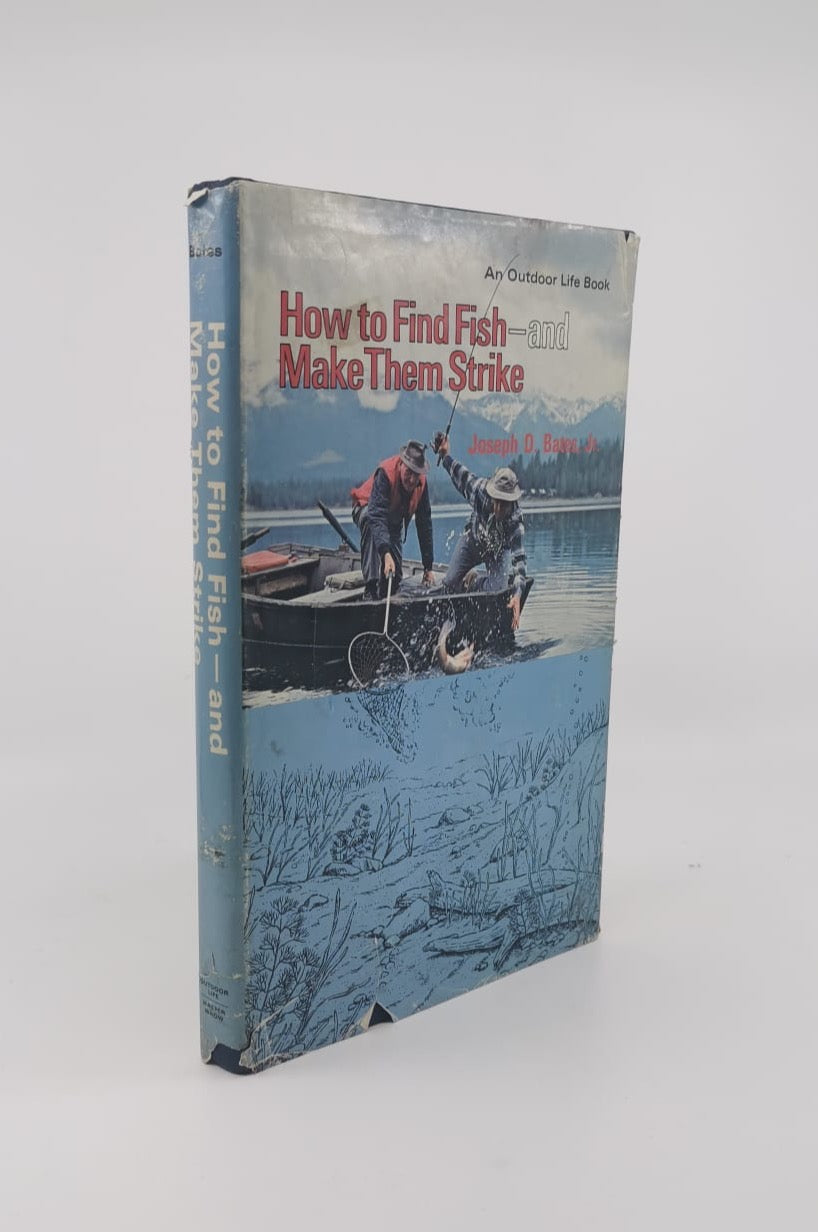 Bates
How to Find Fish—and
Make Them Strike
OUTDOOR
LIFE
An Outdoor Life Book
How to Find Fish—and
Make Them Strike
Joseph D. Bates, Jr.